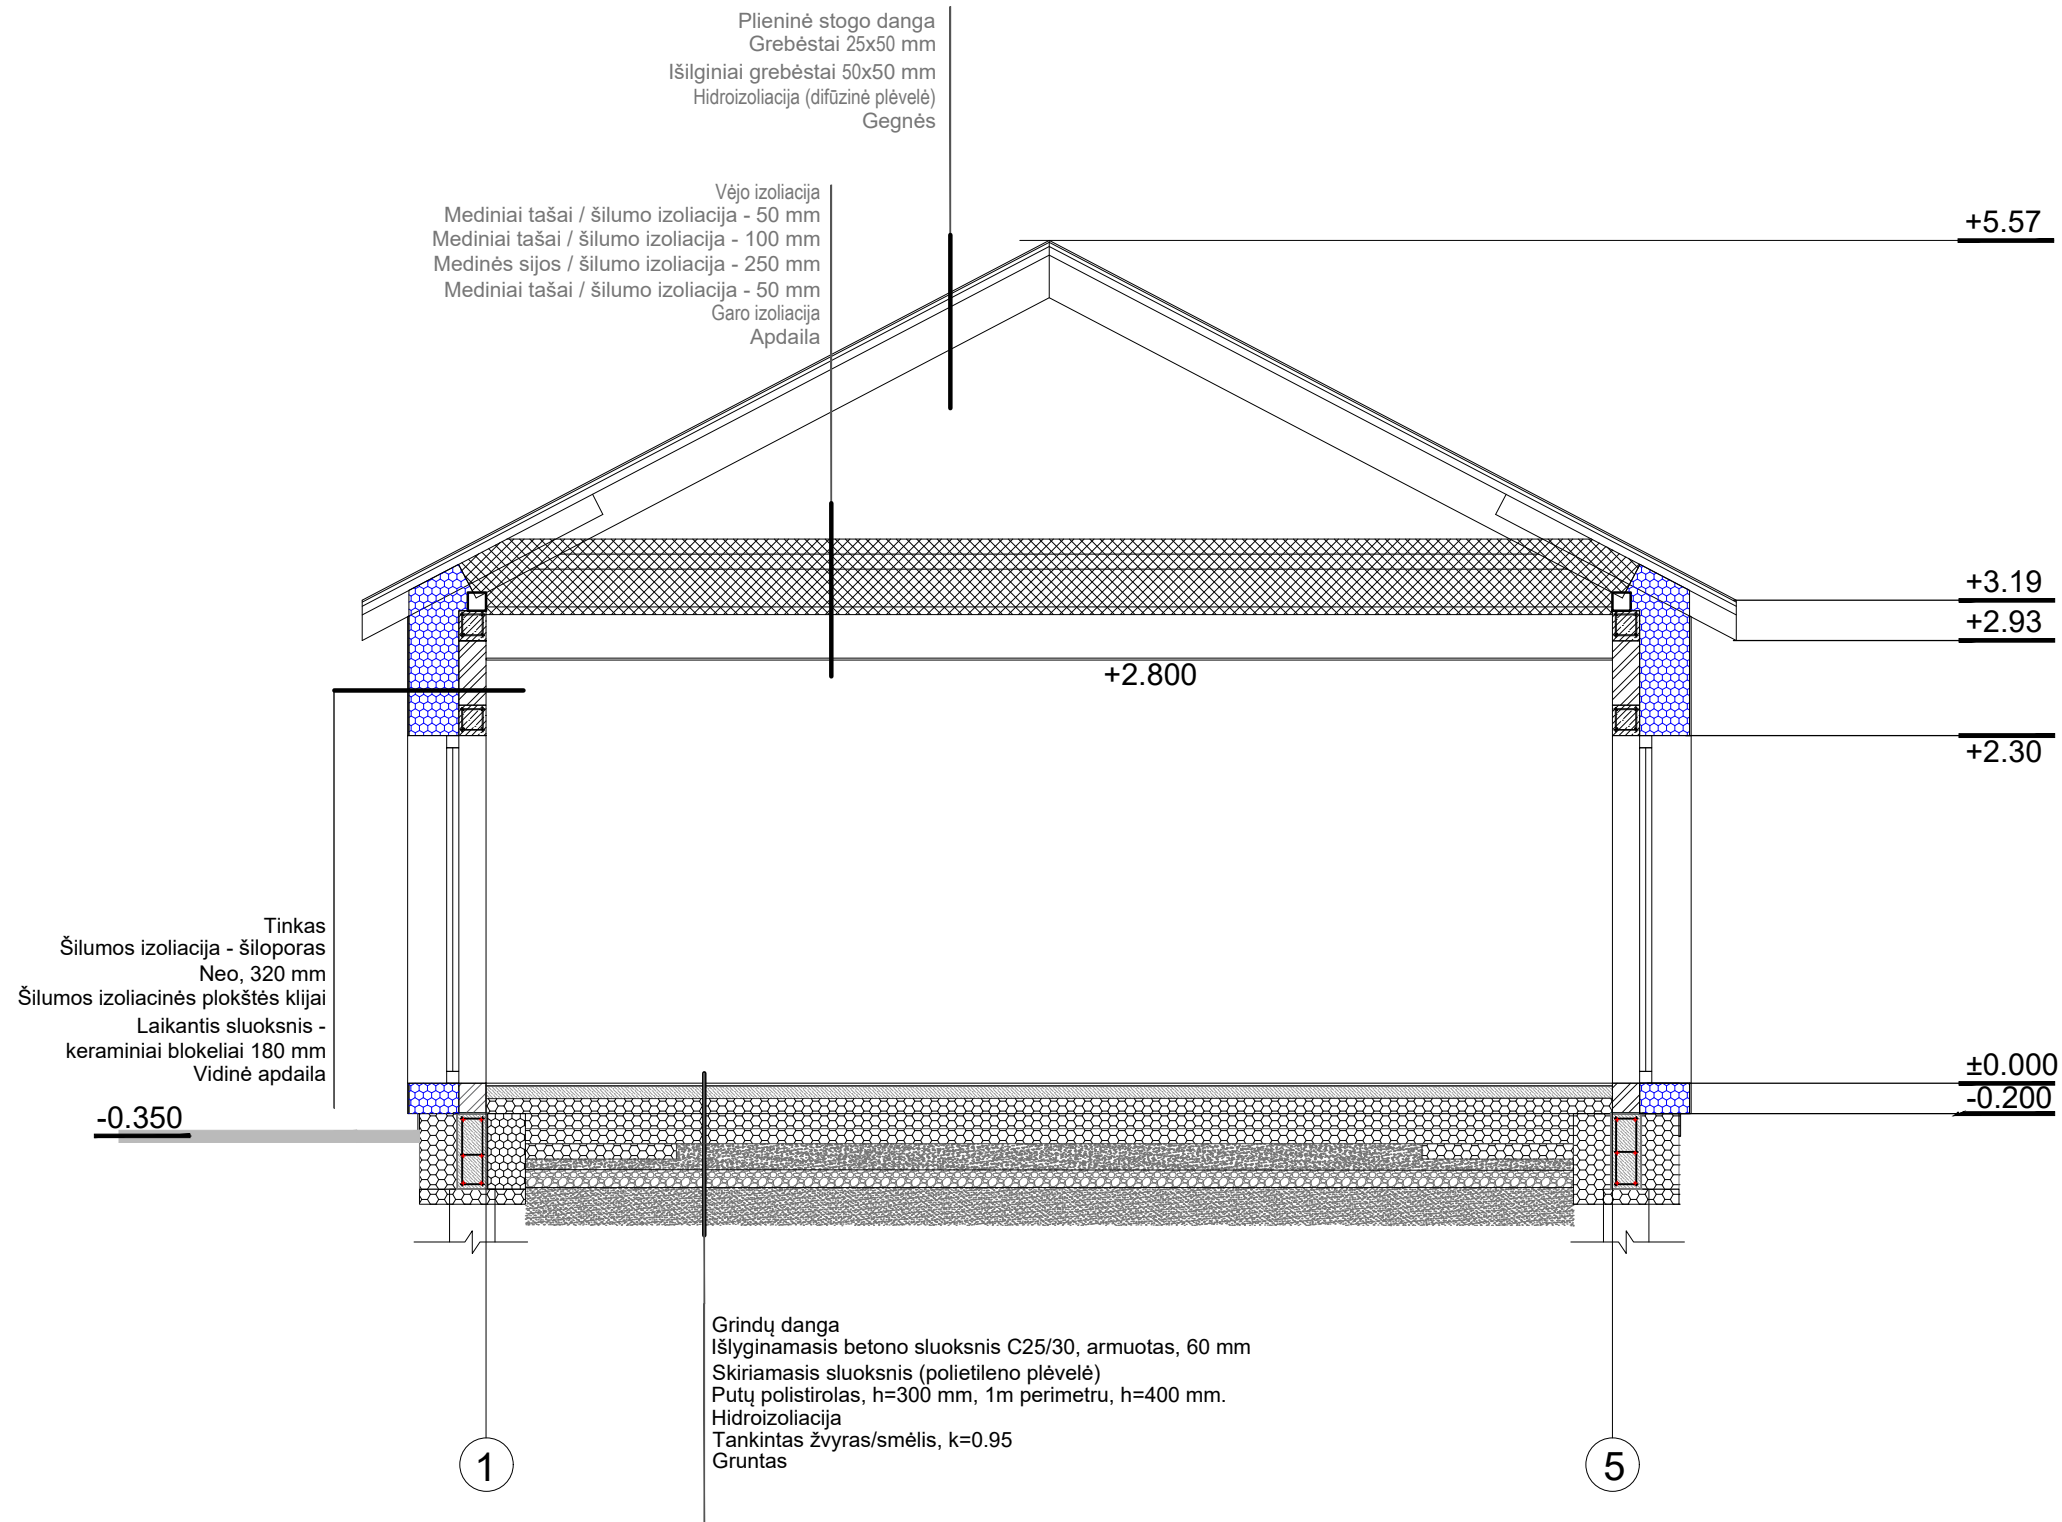 Plieninė stogo danga
Grebėstai 25x50 mm
Išilginiai grebėstai 50x50 mm
Hidroizoliacija (difūzinė plėvelė)
Gegnės
Vėjo izoliacija
Mediniai tašai / šilumo izoliacija - 50 mm
Mediniai tašai / šilumo izoliacija - 100 mm
Medinės sijos / šilumo izoliacija - 250 mm
Mediniai tašai / šilumo izoliacija - 50 mm
Garo izoliacija
Apdaila
+5.57
+3.19
+2.93
+2.800
+2.30
Tinkas
Šilumos izoliacija - šiloporas
Neo, 320 mm
Šilumos izoliacinės plokštės klijai
Laikantis sluoksnis -
keraminiai blokeliai 180 mm
Vidinė apdaila
±0.000
-0.200
-0.350
Grindų danga
Išlyginamasis betono sluoksnis C25/30, armuotas, 60 mm
Skiriamasis sluoksnis (polietileno plėvelė)
Putų polistirolas, h=300 mm, 1m perimetru, h=400 mm.
Hidroizoliacija
Tankintas žvyras/smėlis, k=0.95
Gruntas
1
5